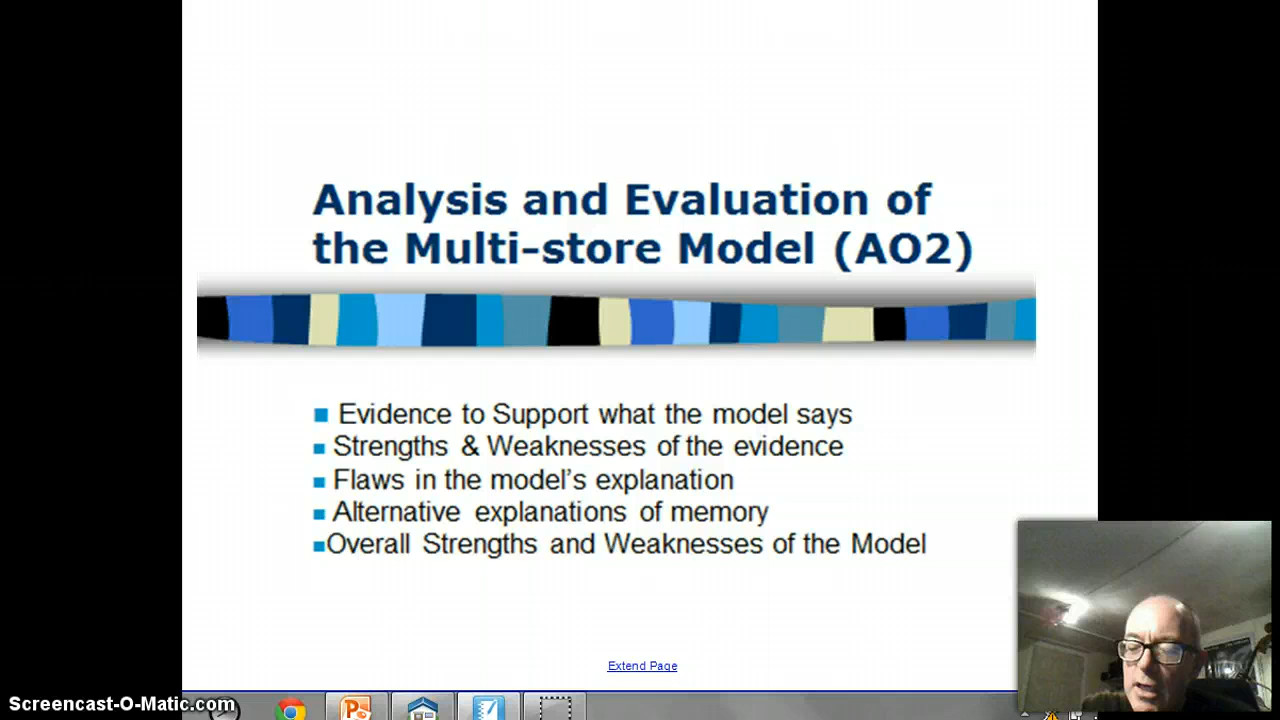 Analysis and Evaluation of
the Multi-store Model (AO2)
Evidence to Support what the model says
Strengths & Weaknesses of the evidence
Flaws in the model's explanation
Alternative explanations of memory
Overall Strengths and Weaknesses of the Model
Extend Page
Screencast-O-Matic.com